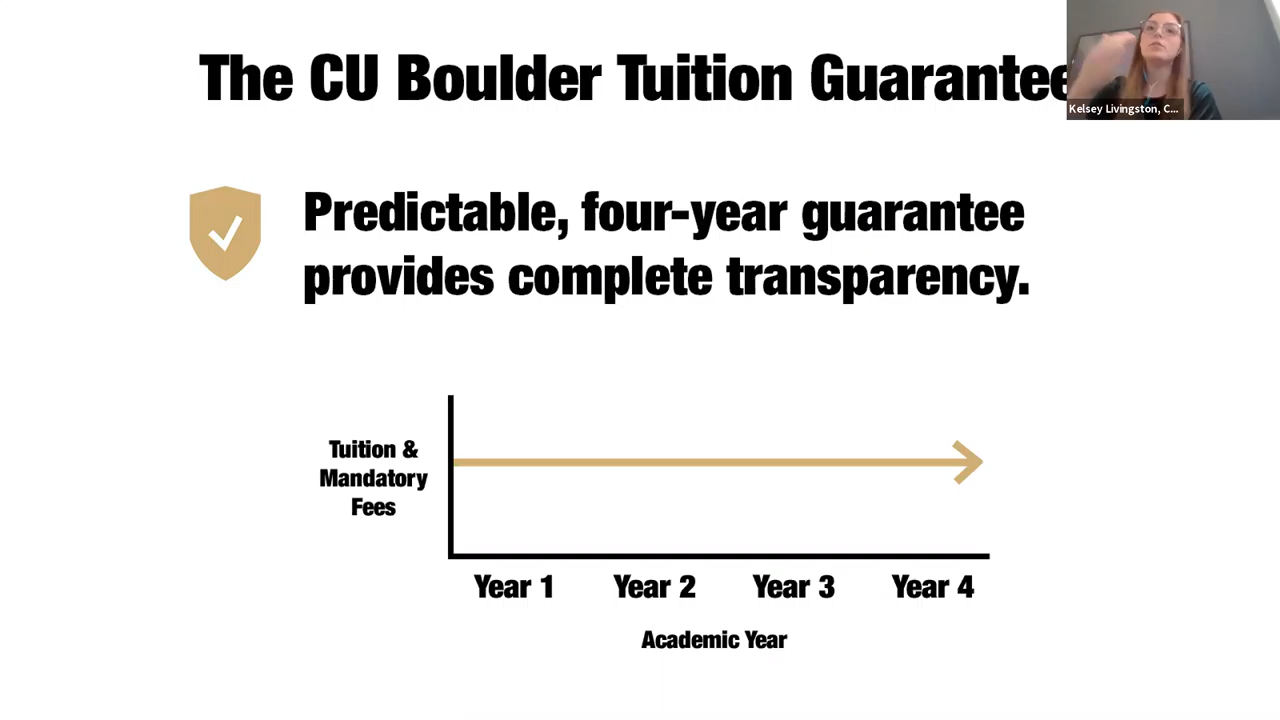 The CU Boulder Tuition Guarantee
Kelsey Livingston, C...
Predictable, four-year guarantee
provides complete transparency.
Tuition &
Mandatory
Fees
Year 1 Year 2 Year 3 Year 4
Academic Year